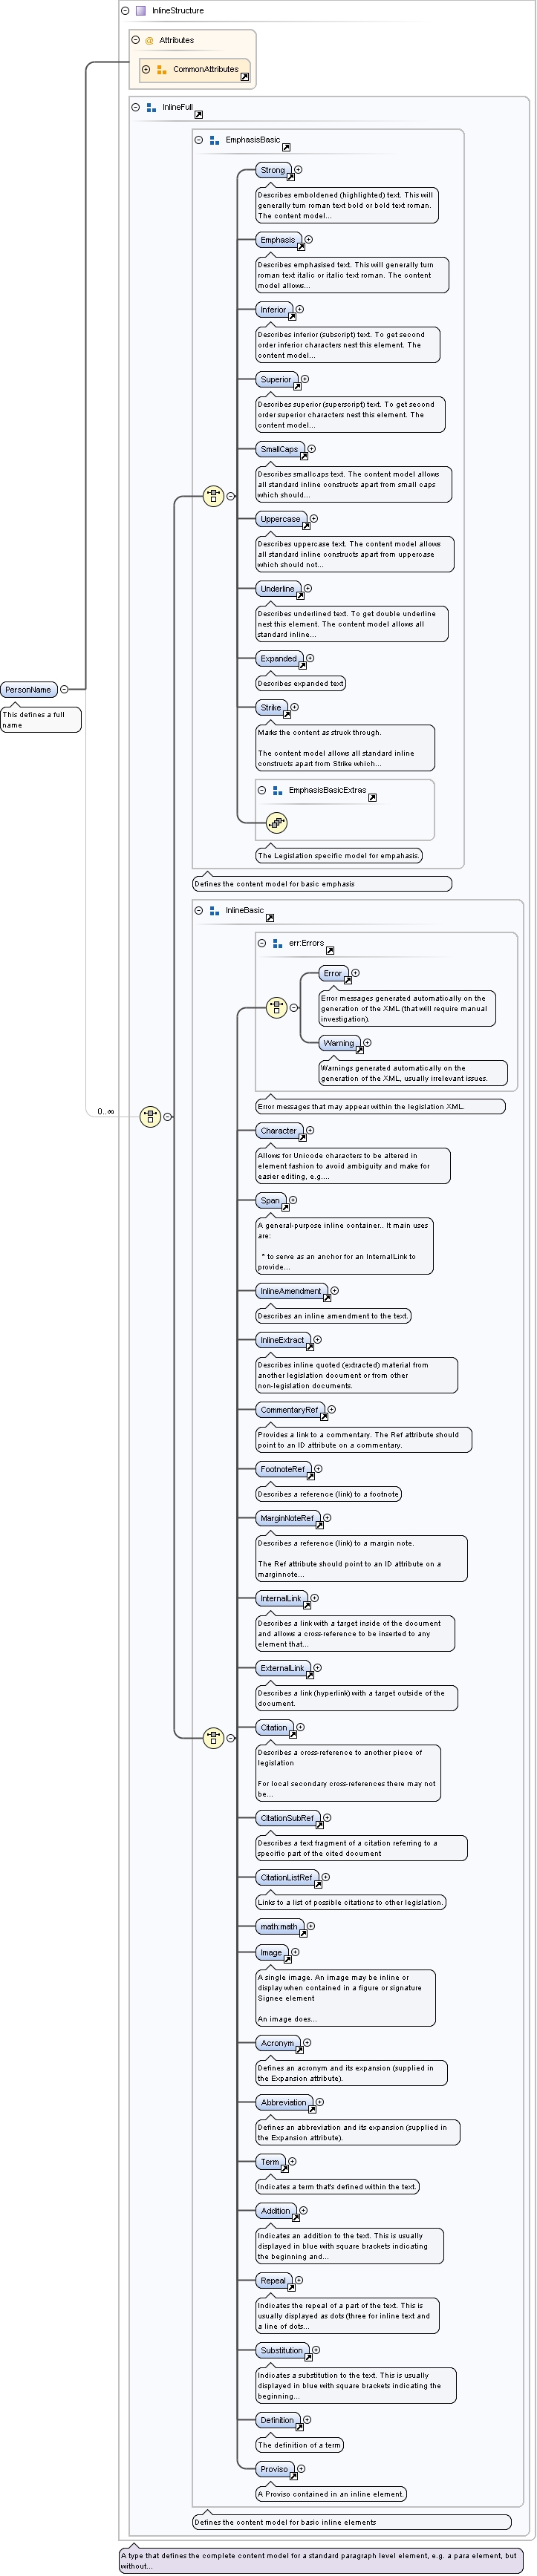 InlineStructure
Attributes
CommonAttributes
InlineFull
EmphasisBasic
Strong
Describes emboldened (highlighted) text. This will
generally turn roman text bold or bold text roman.
The content model...
Emphasis
Describes emphasised text. This will generally turn
roman text italic or italic text roman. The content
model allows...
Inferior
Describes inferior (subscript) text. To get second
order inferior characters nest this element. The
content model...
Superior
Describes superior (superscript) text. To get second
order superior characters nest this element. The
content model...
SmallCaps
Describes smallcaps text. The content model allows
all standard inline constructs apart from small caps
which should...
Uppercase
Describes uppercase text. The content model allows
all standard inline constructs apart from uppercase
which should not...
Underline
Describes underlined text. To get double underline
nest this element. The content model allows all
standard inline...
Expanded
Describes expanded text
Strike
Marks the content as struck through.
The content model allows all standard inline
constructs apart from Strike which...
EmphasisBasicExtras
The Legislation specific model for empahasis.
Defines the content model for basic emphasis
PersonName
This defines a full
name
InlineBasic
err:Errors
Error
Error messages generated automatically on the
generation of the XML (that will require manual
investigation).
Warning
Warnings generated automatically on the
generation of the XML, usually irrelevant issues.
Error messages that may appear within the legislation XML.
0..∞
Character
Allows for Unicode characters to be altered in
element fashion to avoid ambiguity and make for
easier editing, e.g....
Span
A general-purpose inline container.. It main uses
are:
* to serve as an anchor for an InternalLink to
provide...
InlineAmendment
Describes an inline amendment to the text.
InlineExtract
Describes inline quoted (extracted) material from
another legislation document or from other
non-legislation documents.
CommentaryRef
Provides a link to a commentary. The Ref attribute should
point to an ID attribute on a commentary.
FootnoteRef
Describes a reference (link) to a footnote
MarginNoteRef
Describes a reference (link) to a margin note.
The Ref attribute should point to an ID attribute on a
marginnote...
InternalLink
Describes a link with a target inside of the document
and allows a cross-reference to be inserted to any
element that...
ExternalLink
Describes a link (hyperlink) with a target outside of the
document.
Citation
Describes a cross-reference to another piece of
legislation
For local secondary cross-references there may not
be...
CitationSubRef
Describes a text fragment of a citation referring to a
specific part of the cited document
CitationListRef
Links to a list of possible citations to other legislation.
math:math
Image
A single image. An image may be inline or
display when contained in a figure or signature
Signee element
An image does...
Acronym
Defines an acronym and its expansion (supplied in
the Expansion attribute).
Abbreviation
Defines an abbreviation and its expansion (supplied in
the Expansion attribute).
Term
Indicates a term that's defined within the text.
Addition
Indicates an addition to the text. This is usually
displayed in blue with square brackets indicating
the beginning and...
Repeal
Indicates the repeal of a part of the text. This is
usually displayed as dots (three for inline text and
a line of dots...
Substitution
Indicates a substitution to the text. This is usually
displayed in blue with square brackets indicating the
beginning...
Definition
The definition of a term
Proviso
A Proviso contained in an inline element.
Defines the content model for basic inline elements
A type that defines the complete content model for a standard paragraph level element, e.g. a para element, but
without...